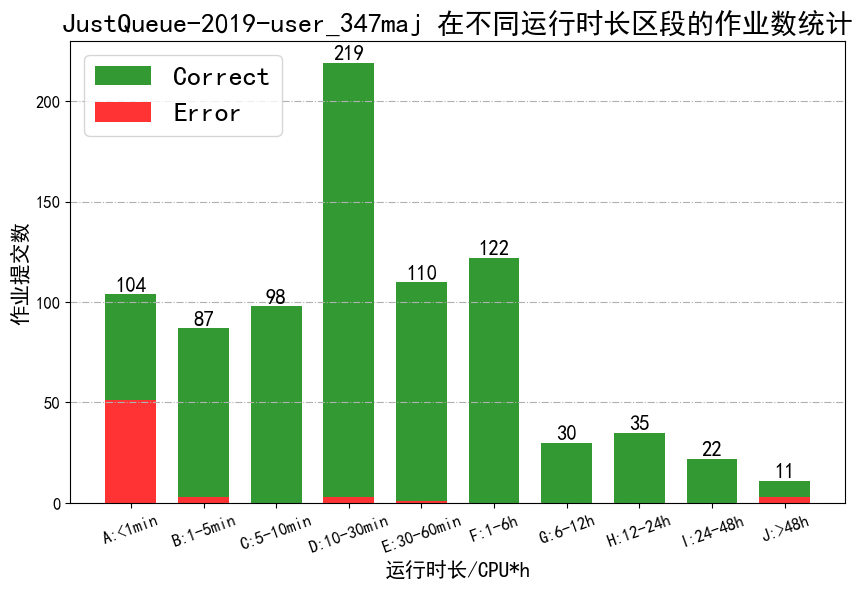 JustQueue-2019-user_347maj 在不同运行时长区段的作业数统计
Correct
Error
作业提交数
200
150
100
50
0
104
87
98
219
110
122
30
35
22
11
A:<1min
B:1-5min
C:5-10min
D:10-30min
E:30-60min
F:1-6h
G:6-12h
H:12-24h
I:24-48h
J:>48h
运行时长/CPU*h